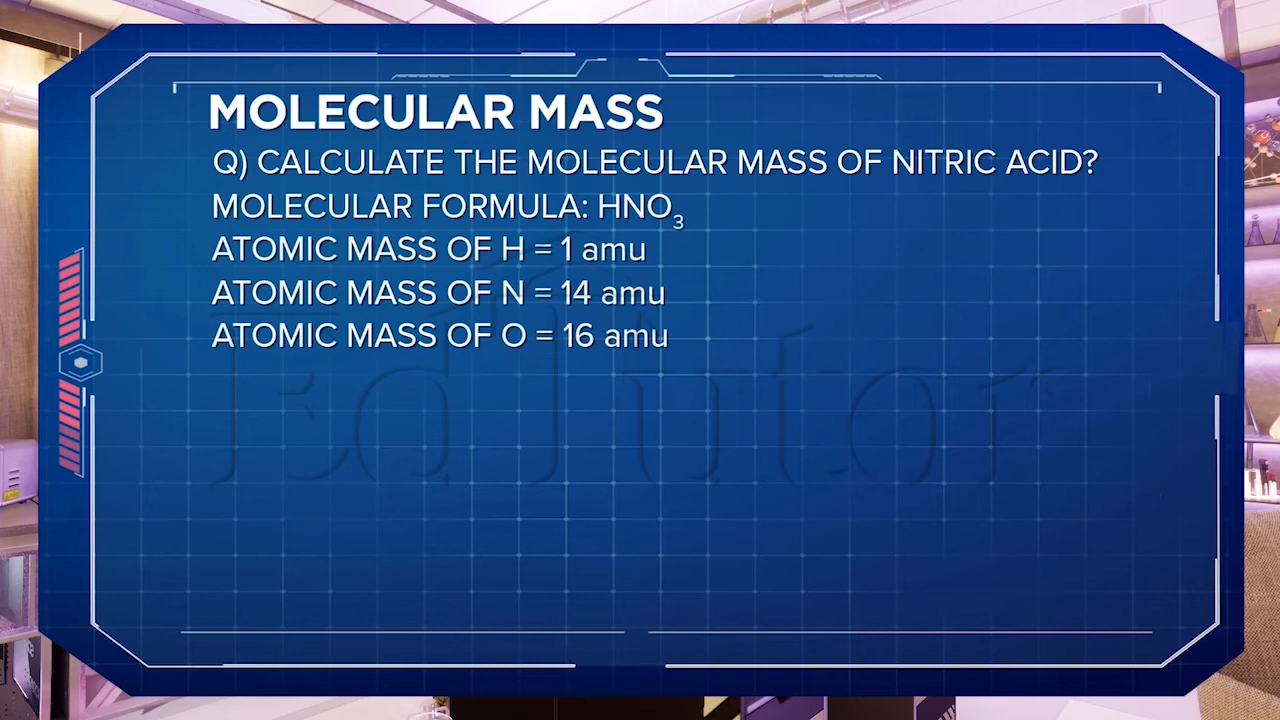 MOLECULAR MASS
Q) CALCULATE THE MOLECULAR MASS OF NITRIC ACID?
MOLECULAR FORMULA: HNO₃
ATOMIC MASS OF H = 1 amu
ATOMIC MASS OF N = 14 amu
ATOMIC MASS OF O = 16 amu
EdTutor